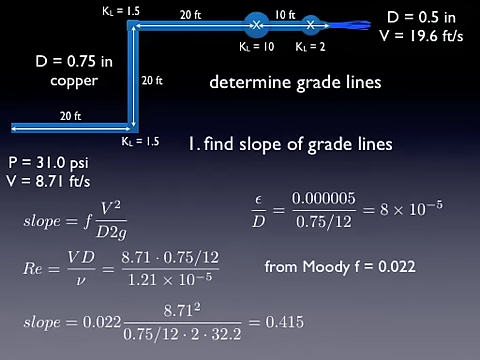 K_L = 1.5
20 ft
10 ft
D = 0.5 in
V = 19.6 ft/s
X
X
K_L = 10
K_L = 2
D = 0.75 in
copper
20 ft
determine grade lines
20 ft
K_L = 1.5
1. find slope of grade lines
P = 31.0 psi
V = 8.71 ft/s
slope = f V^2 / D2g
ϵ / D = 0.000005 / 0.75/12 = 8 × 10^-5
Re = VD / ν = 8.71 · 0.75/12 / 1.21 × 10^-5
from Moody f = 0.022
slope = 0.022 8.71^2 / 0.75/12 · 2 · 32.2 = 0.415